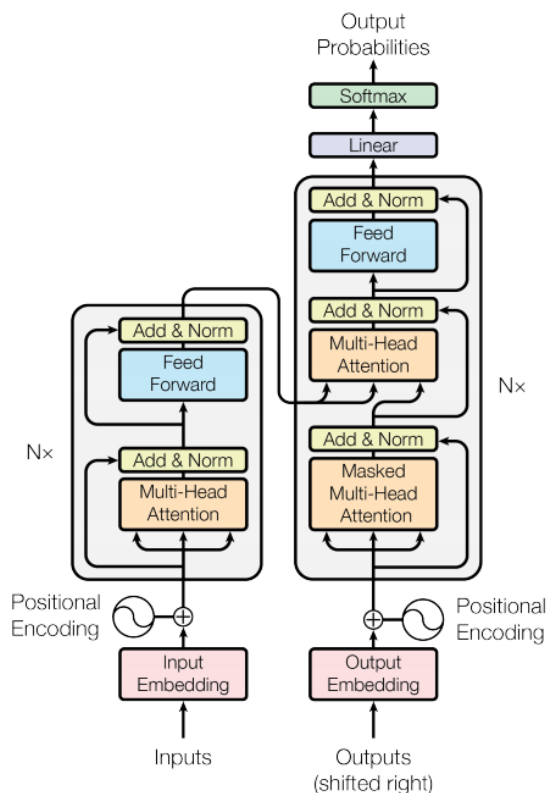 Output
Probabilities
Softmax
Linear
Add & Norm
Feed
Forward
Add & Norm
Multi-Head
Attention
Add & Norm
Masked
Multi-Head
Attention
N×
Add & Norm
Feed
Forward
Add & Norm
Multi-Head
Attention
N×
Positional
Encoding
Positional
Encoding
Input
Embedding
Output
Embedding
Inputs
Outputs
(shifted right)